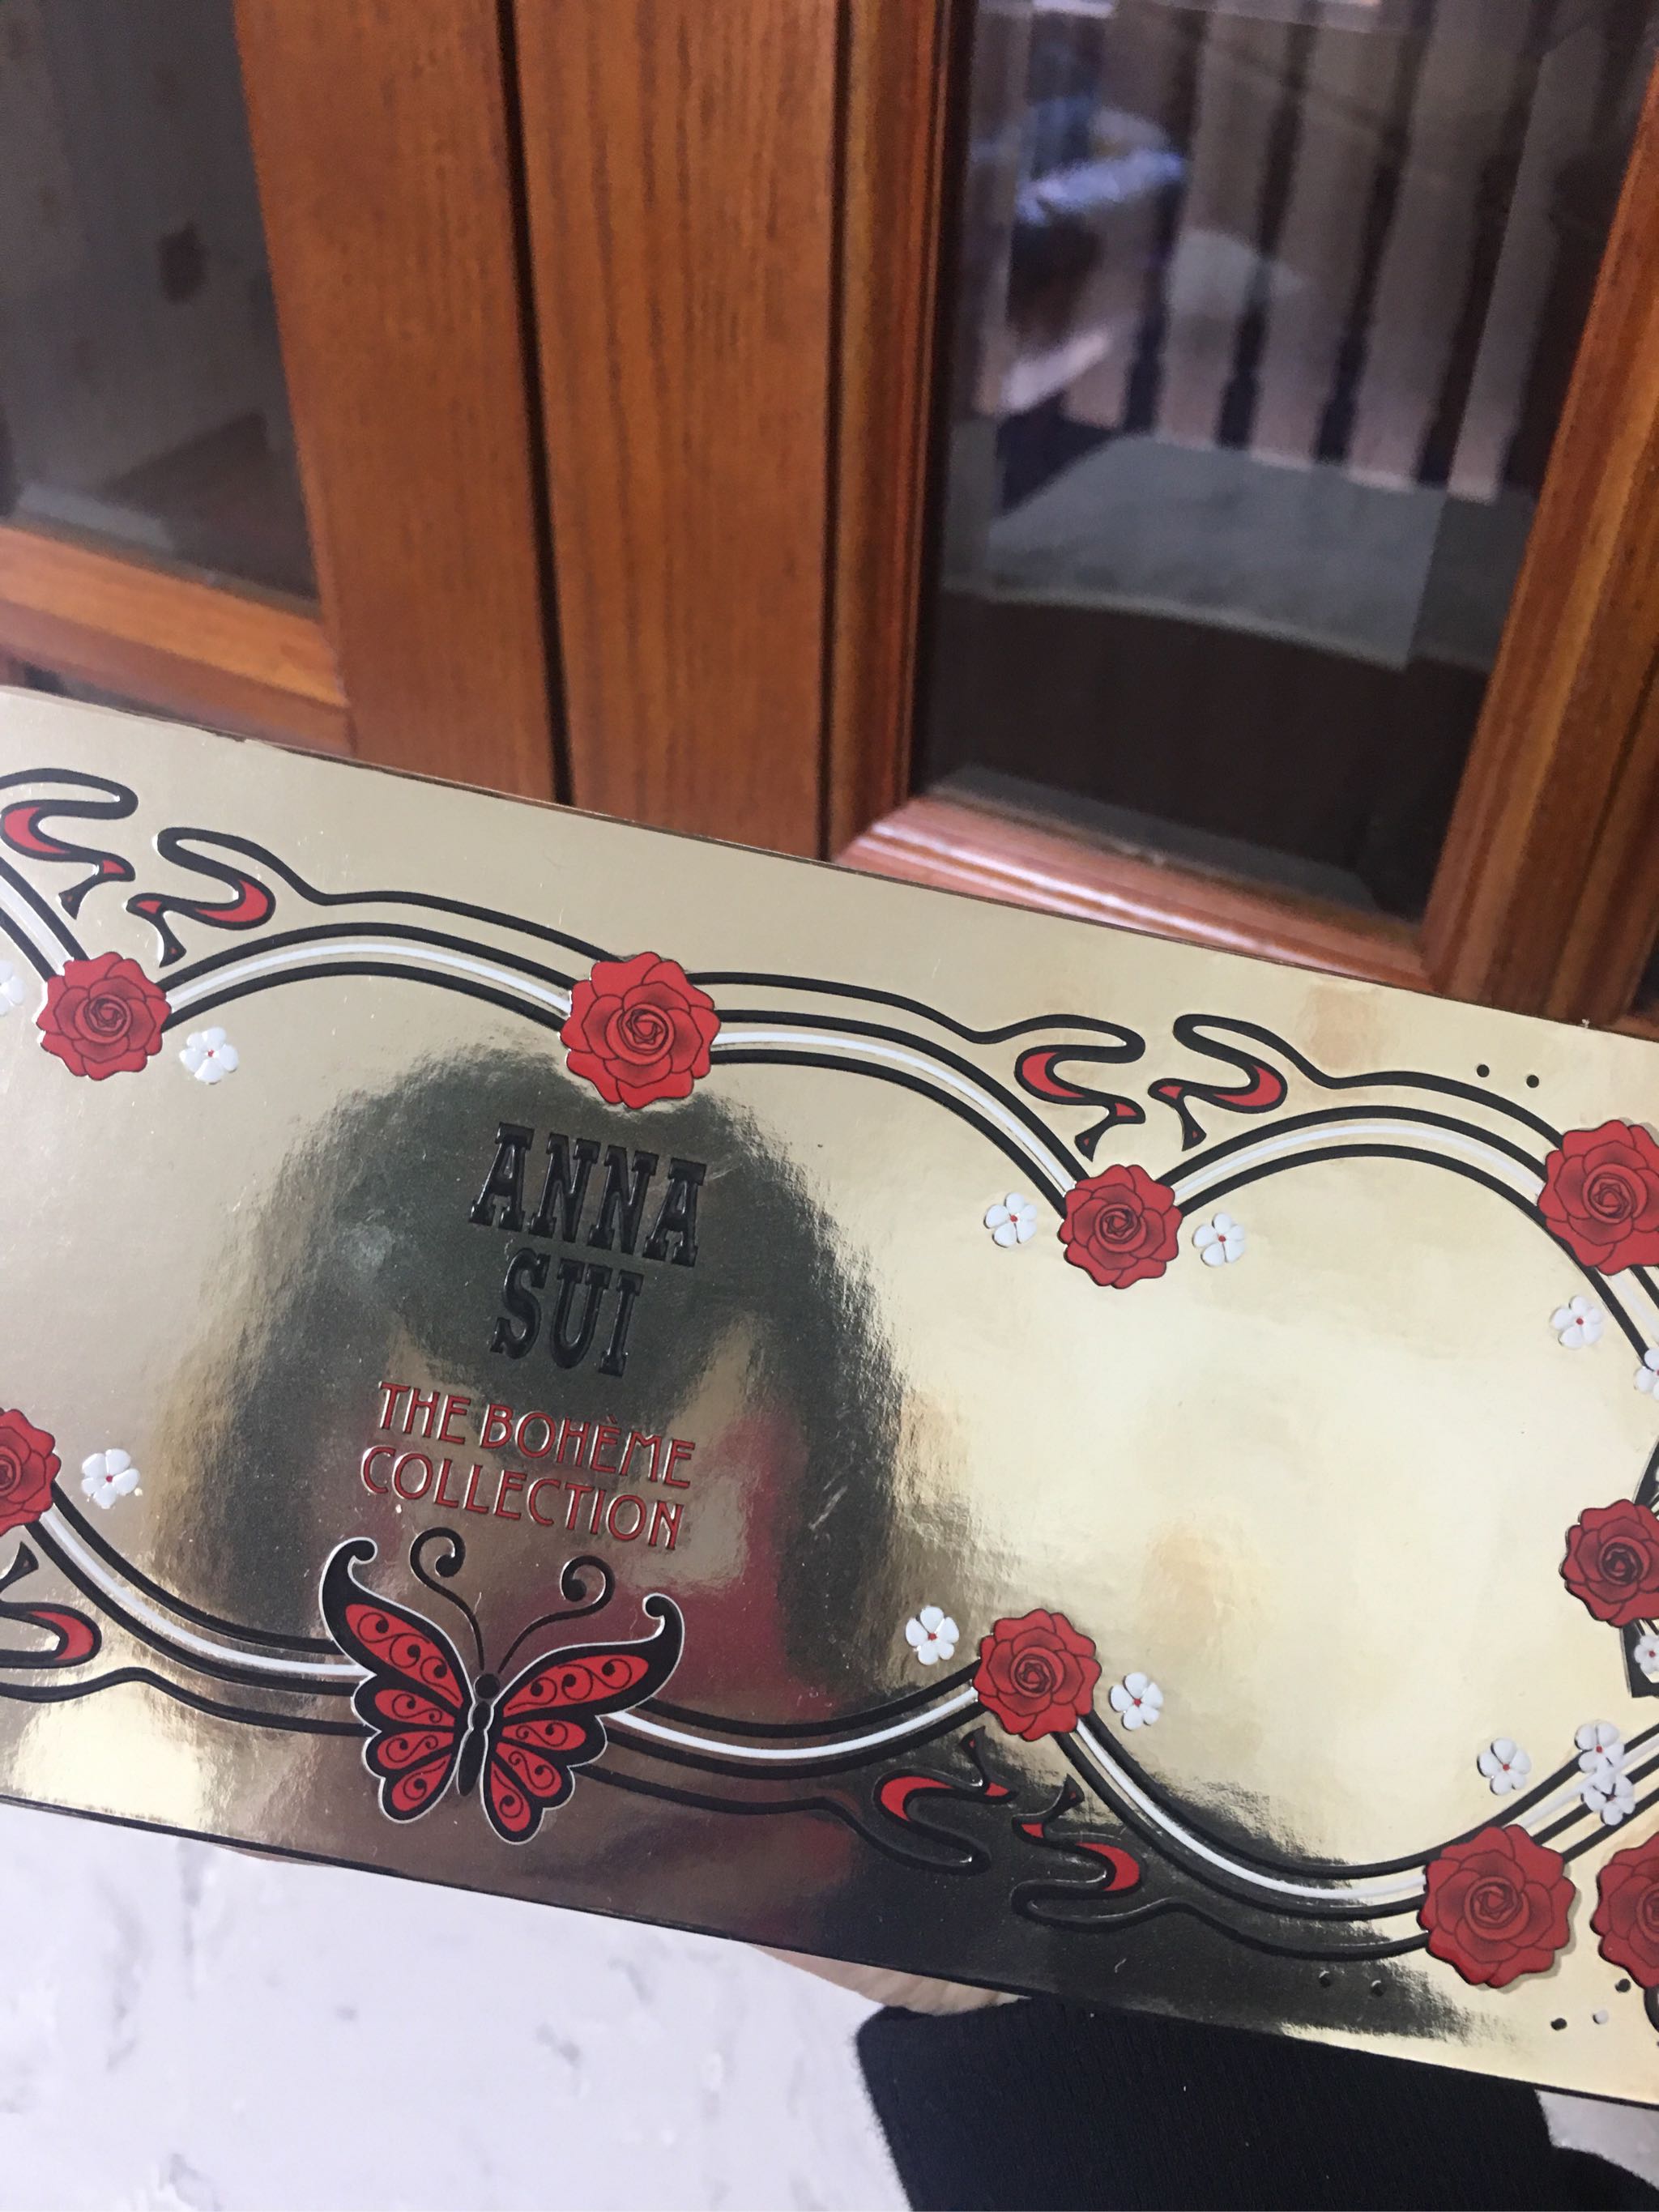 ANNA
SUI
THE BOHÈME
COLLECTION